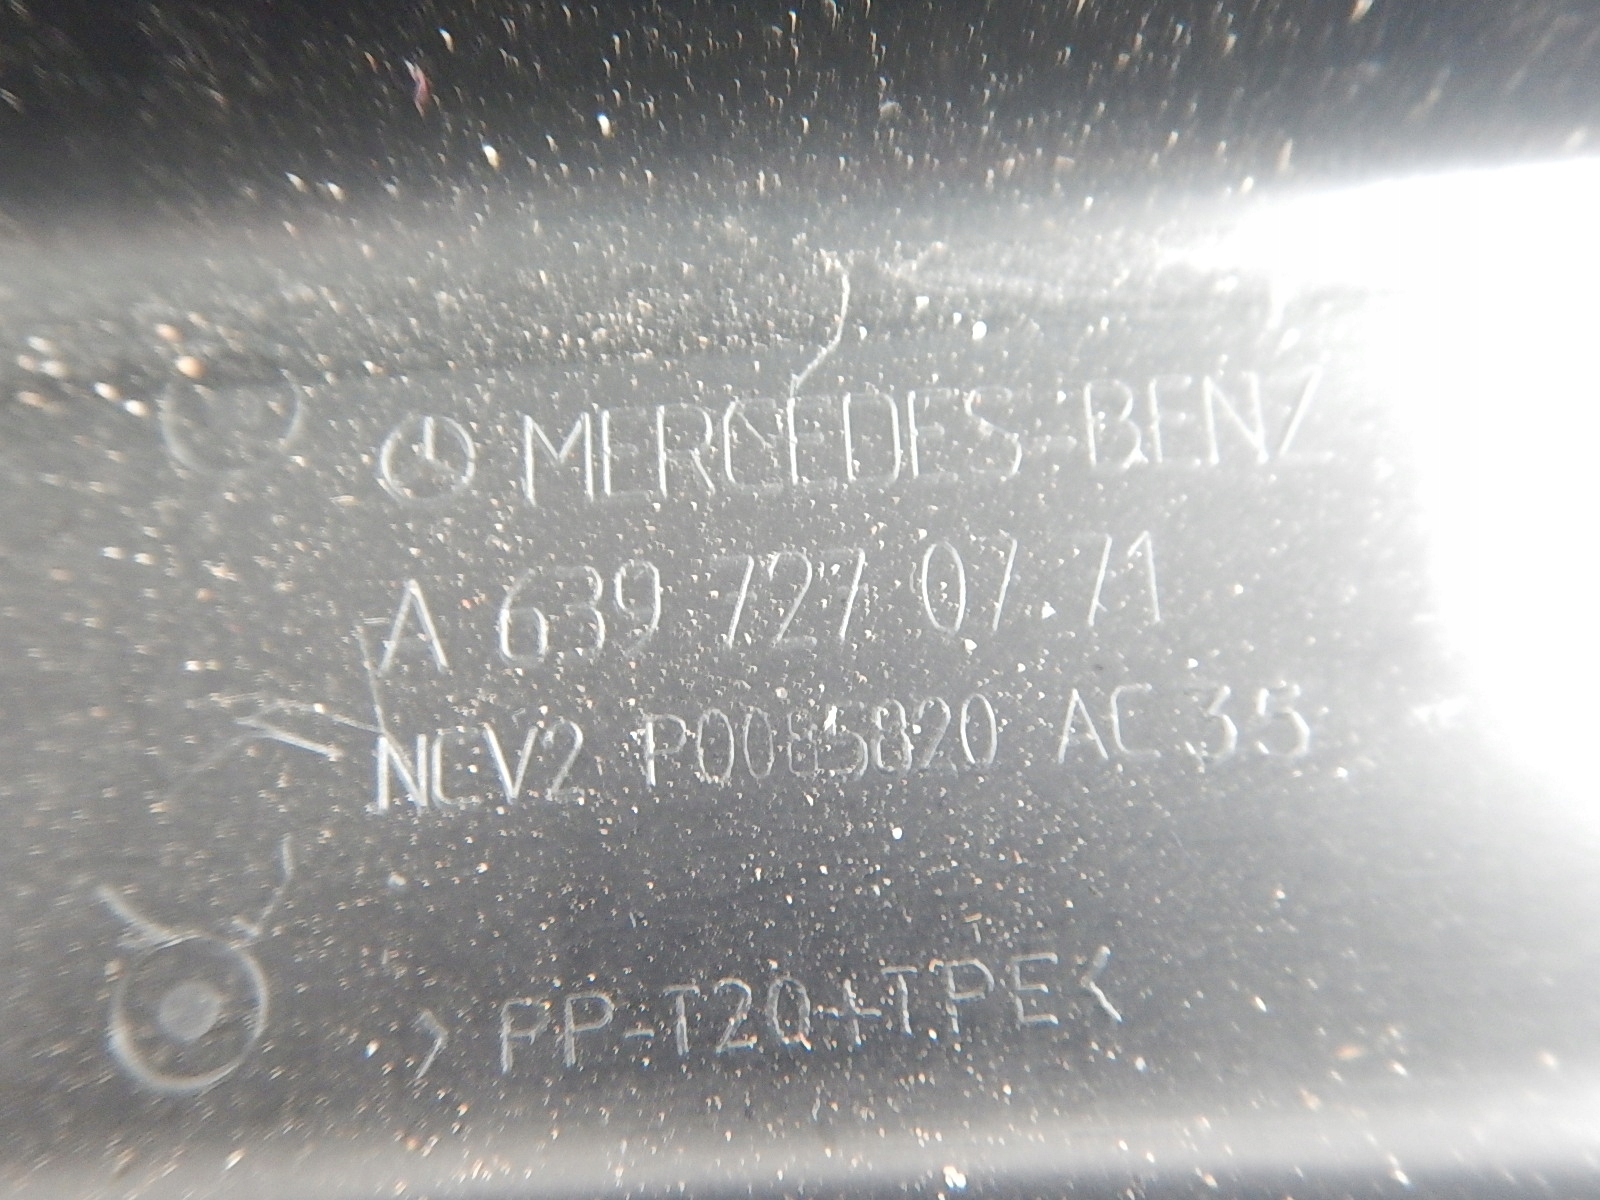 MERCEDES-BENZ
A 639 727 07 71
NCV2 P0085820 AC 35
>PP-T20+TPE<